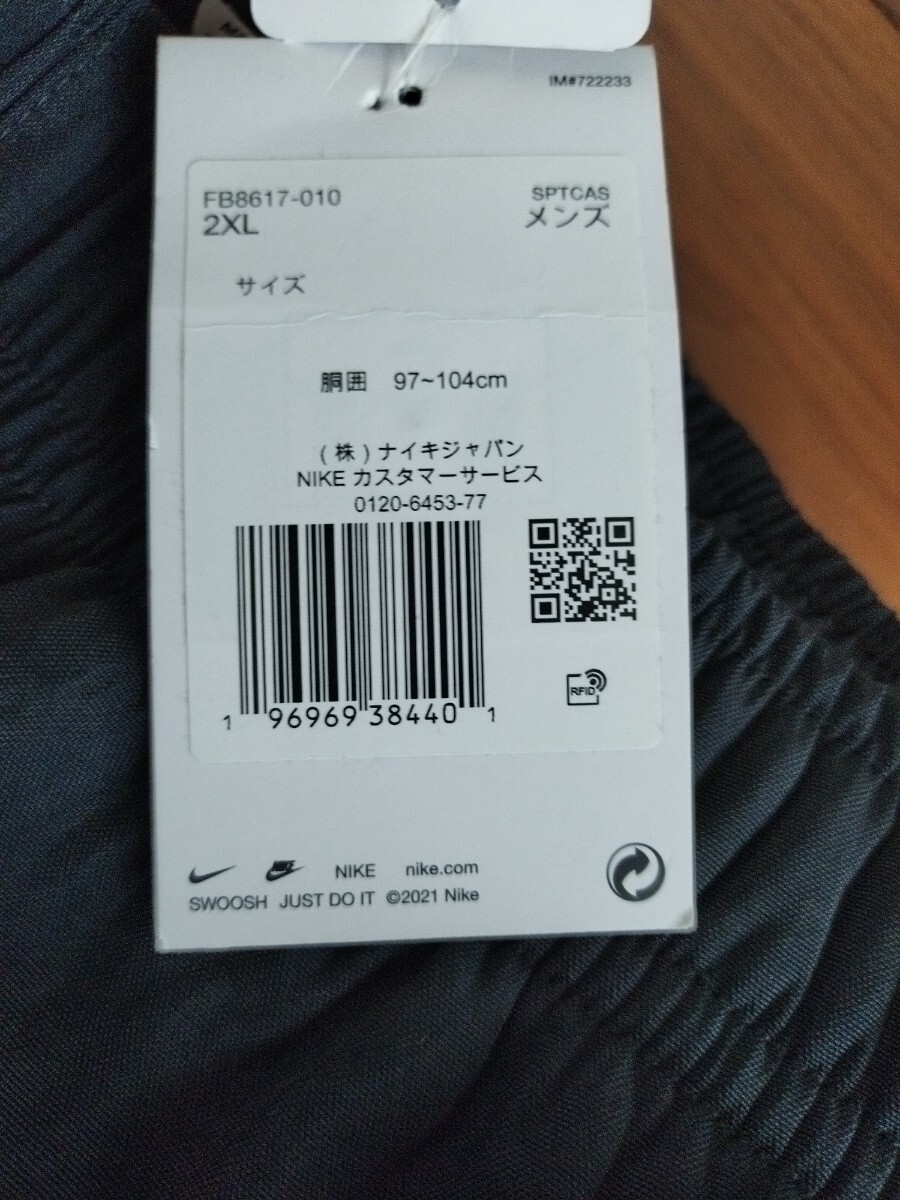 IM#722233
FB8617-010
SPTCAS
2XL
メンズ
サイズ
胴囲 97~104cm
(株)ナイキジャパン
NIKE カスタマーサービス
0120-6453-77
RFID
1 96969 38440 1
NIKE nike.com
SWOOSH JUST DO IT ©2021 Nike